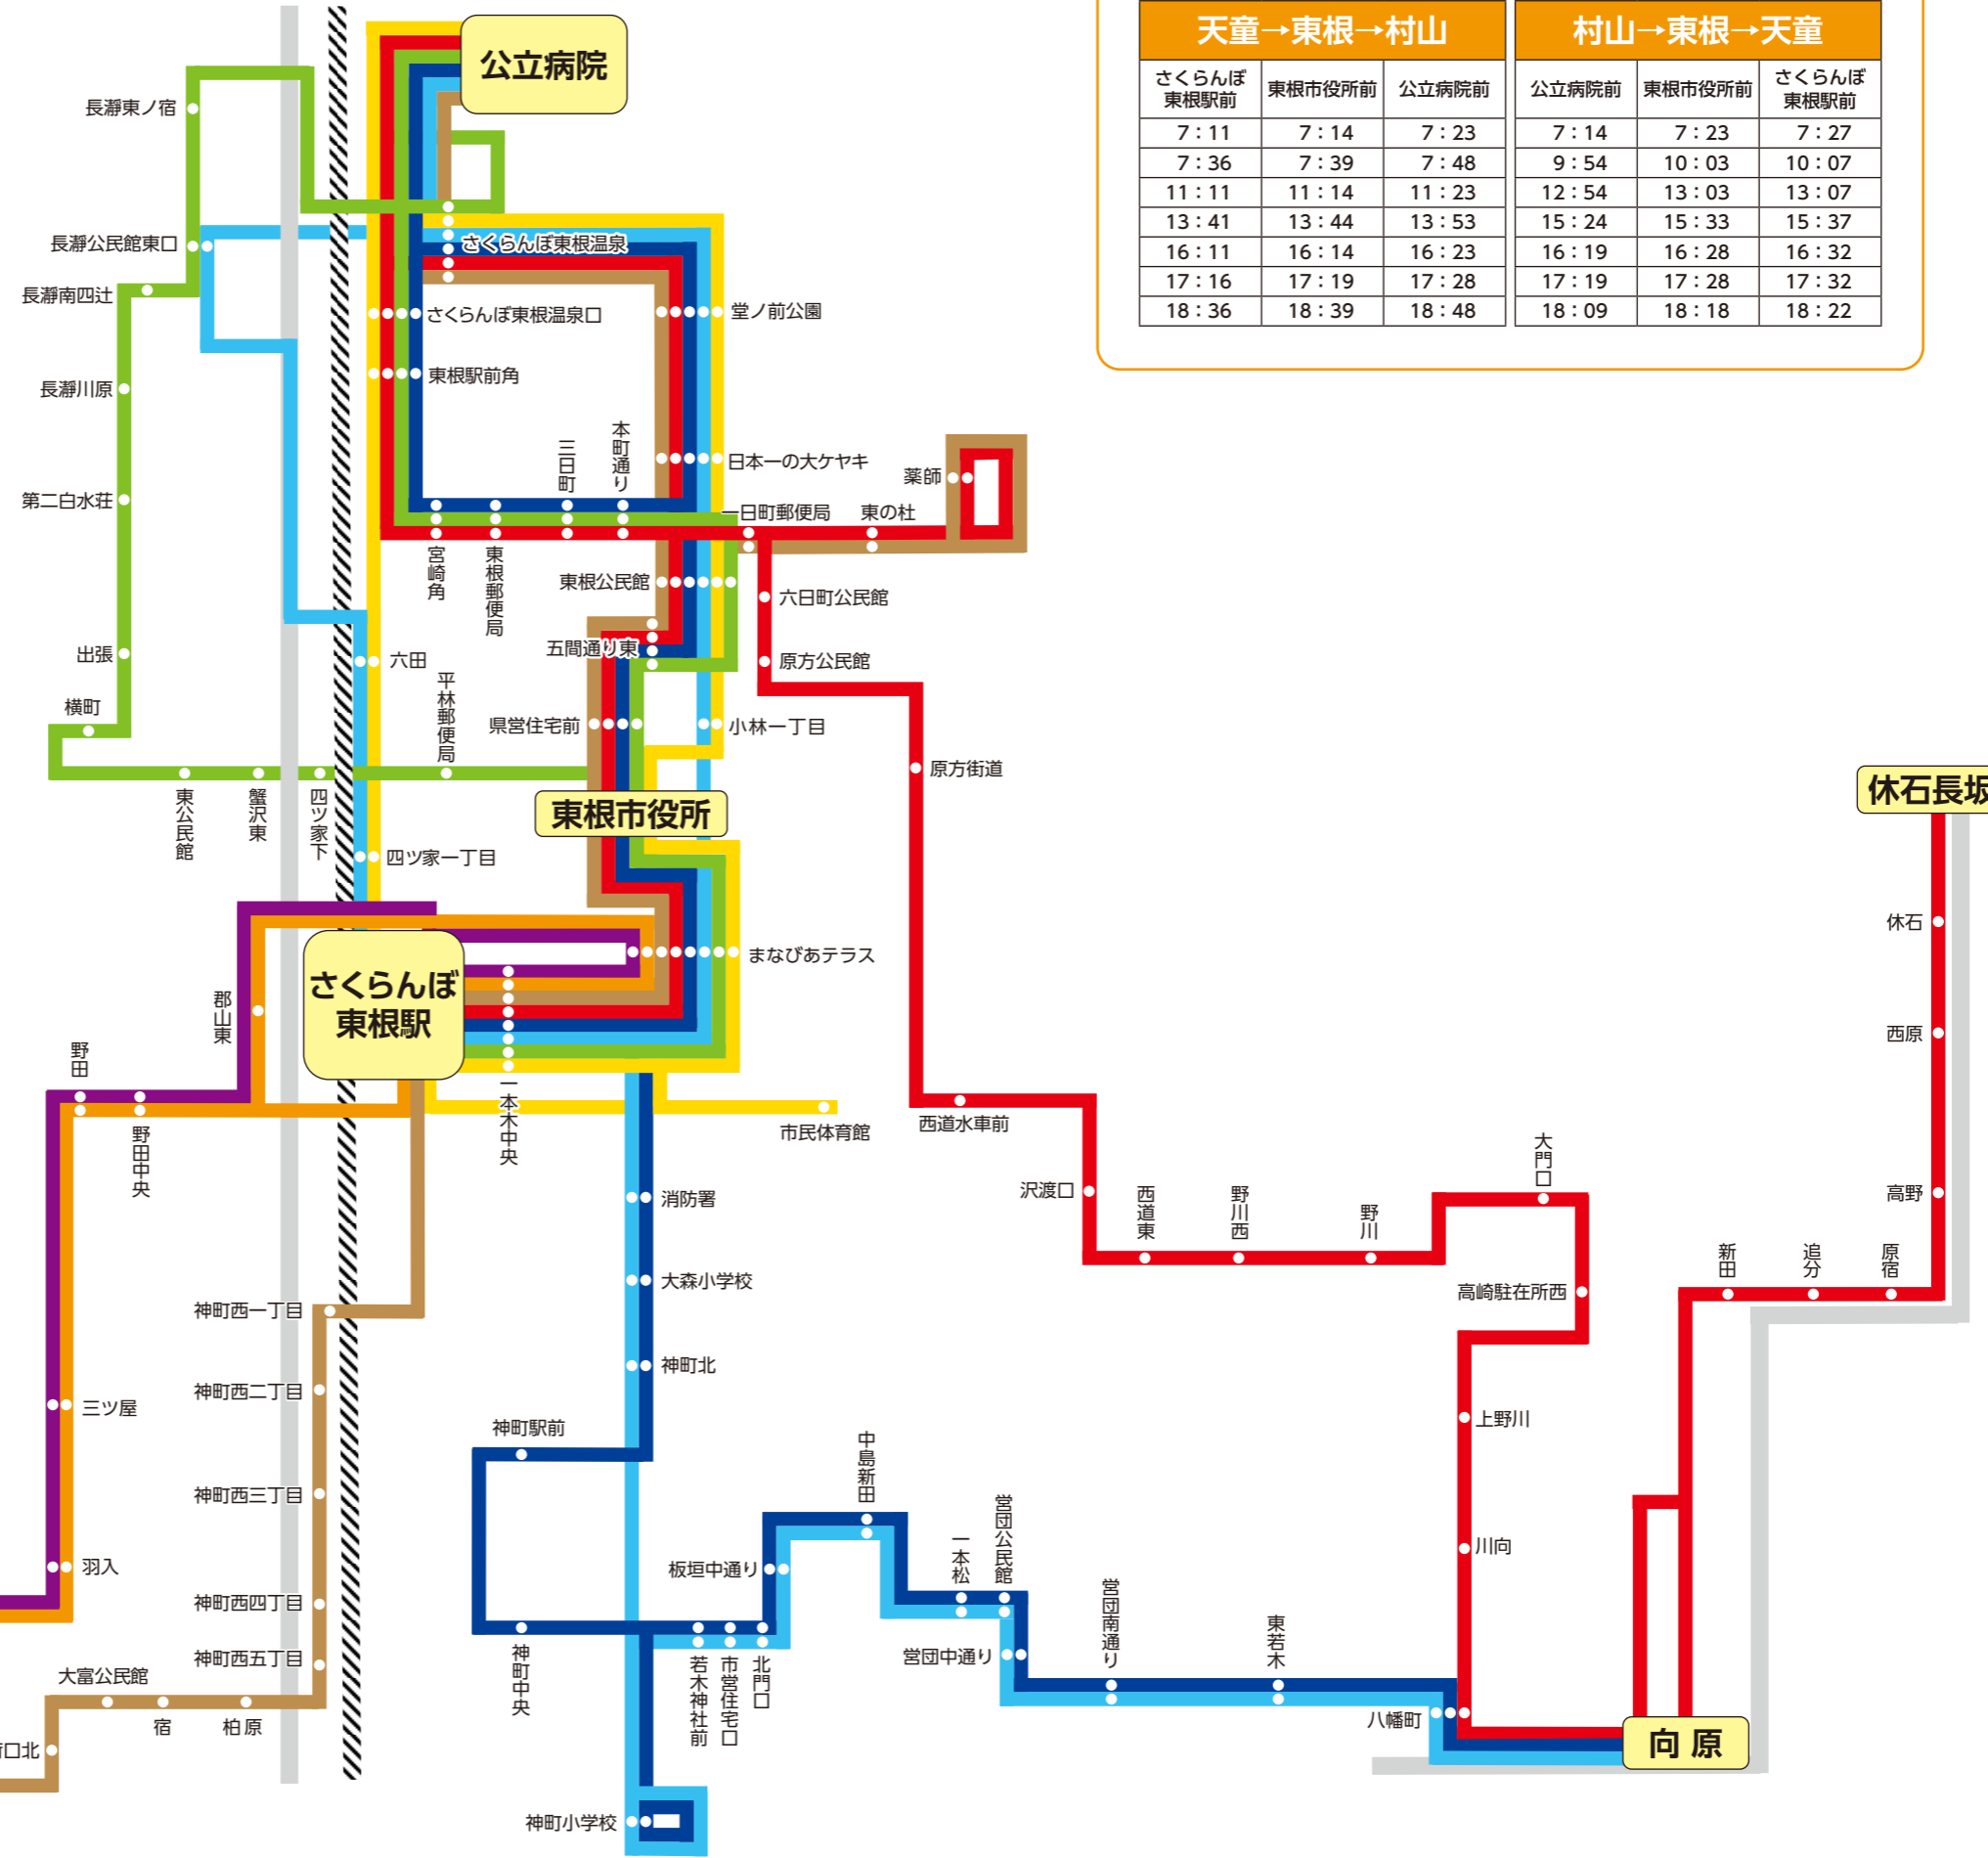 天童→東根→村山
さくらんぼ東根駅前 東根市役所前 公立病院前
7:11 7:14 7:23
7:36 7:39 7:48
11:11 11:14 11:23
13:41 13:44 13:53
16:11 16:14 16:23
17:16 17:19 17:28
18:36 18:39 18:48
村山→東根→天童
公立病院前 東根市役所前 さくらんぼ東根駅前
7:14 7:23 7:27
9:54 10:03 10:07
12:54 13:03 13:07
15:24 15:33 15:37
16:19 16:28 16:32
17:19 17:28 17:32
18:09 18:18 18:22
公立病院
長瀞東ノ宿
長瀞公民館東口
長瀞南四辻
長瀞川原
第二白水荘
出張
横町
東公民館
蟹沢東
四ツ家下
平林郵便局
さくらんぼ東根温泉
さくらんぼ東根温泉口
東根駅前角
堂ノ前公園
三日町
本町通り
日本一の大ケヤキ
宮崎角
東根郵便局
一日町郵便局
東の杜
薬師
東根公民館
六日町公民館
五間通り東
原方公民館
六田
県営住宅前
小林一丁目
原方街道
東根市役所
四ツ家一丁目
まなびあテラス
さくらんぼ
東根駅
郡山東
野田
野田中央
一本木中央
市民体育館
西道水車前
沢渡口
西道東
野川西
野川
大門口
高崎駐在所西
上野川
川向
休石長坂
休石
西原
高野
新田
追分
原宿
消防署
大森小学校
神町北
神町駅前
神町中央
三ツ屋
羽入
神町西一丁目
神町西二丁目
神町西三丁目
神町西四丁目
神町西五丁目
大富公民館
宿
柏原
口北
若木神社前
市営住宅口
北門口
板垣中通り
中島新田
一本松
営団公民館
営団中通り
営団南通り
東若木
八幡町
向原
神町小学校